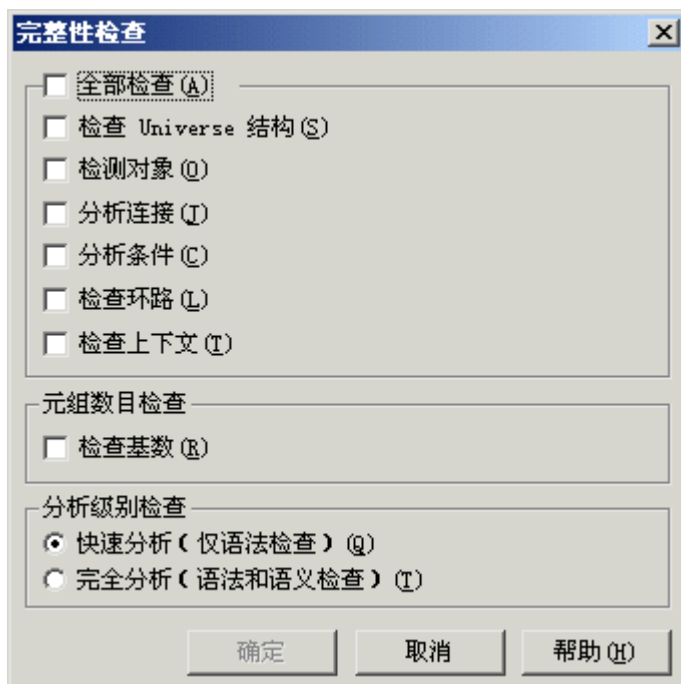 完整性检查
全部检查(A)
检查 Universe 结构(S)
检测对象(O)
分析连接(J)
分析条件(C)
检查环路(L)
检查上下文(T)
元组数目检查
检查基数(R)
分析级别检查
快速分析(仅语法检查)(Q)
完全分析(语法和语义检查)(T)
确定 取消 帮助(H)